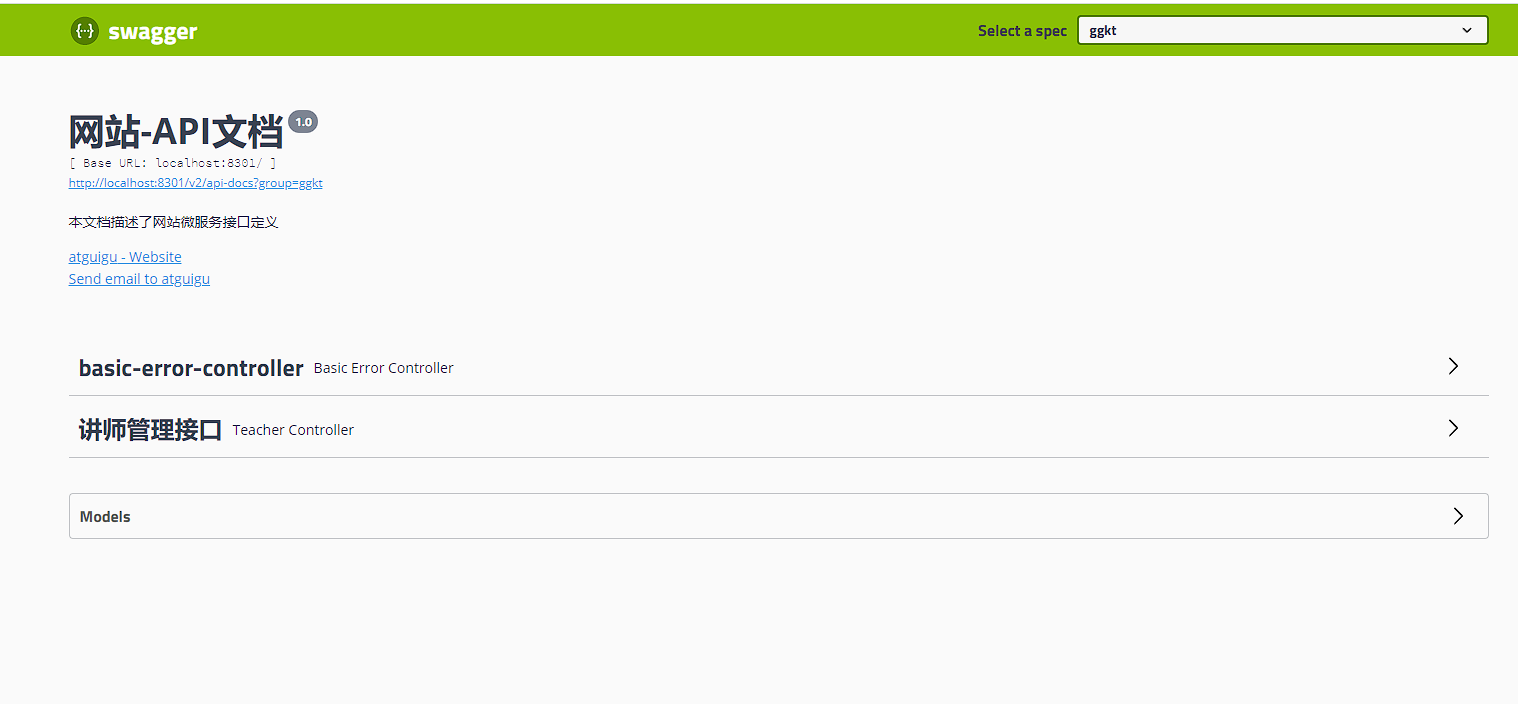 swagger
Select a spec
ggkt
网站-API文档 1.0
[ Base URL: localhost:8301/ ]
http://localhost:8301/v2/api-docs?group=ggkt
本文档描述了网站微服务接口定义
atguigu - Website
Send email to atguigu
basic-error-controller Basic Error Controller
讲师管理接口 Teacher Controller
Models